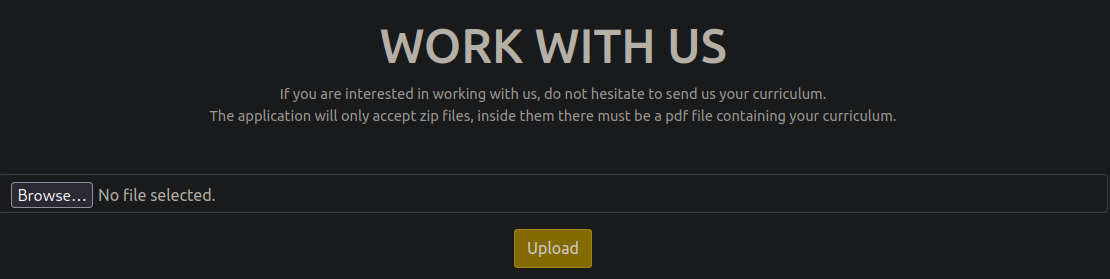 WORK WITH US
If you are interested in working with us, do not hesitate to send us your curriculum.
The application will only accept zip files, inside them there must be a pdf file containing your curriculum.
Browse... No file selected.
Upload